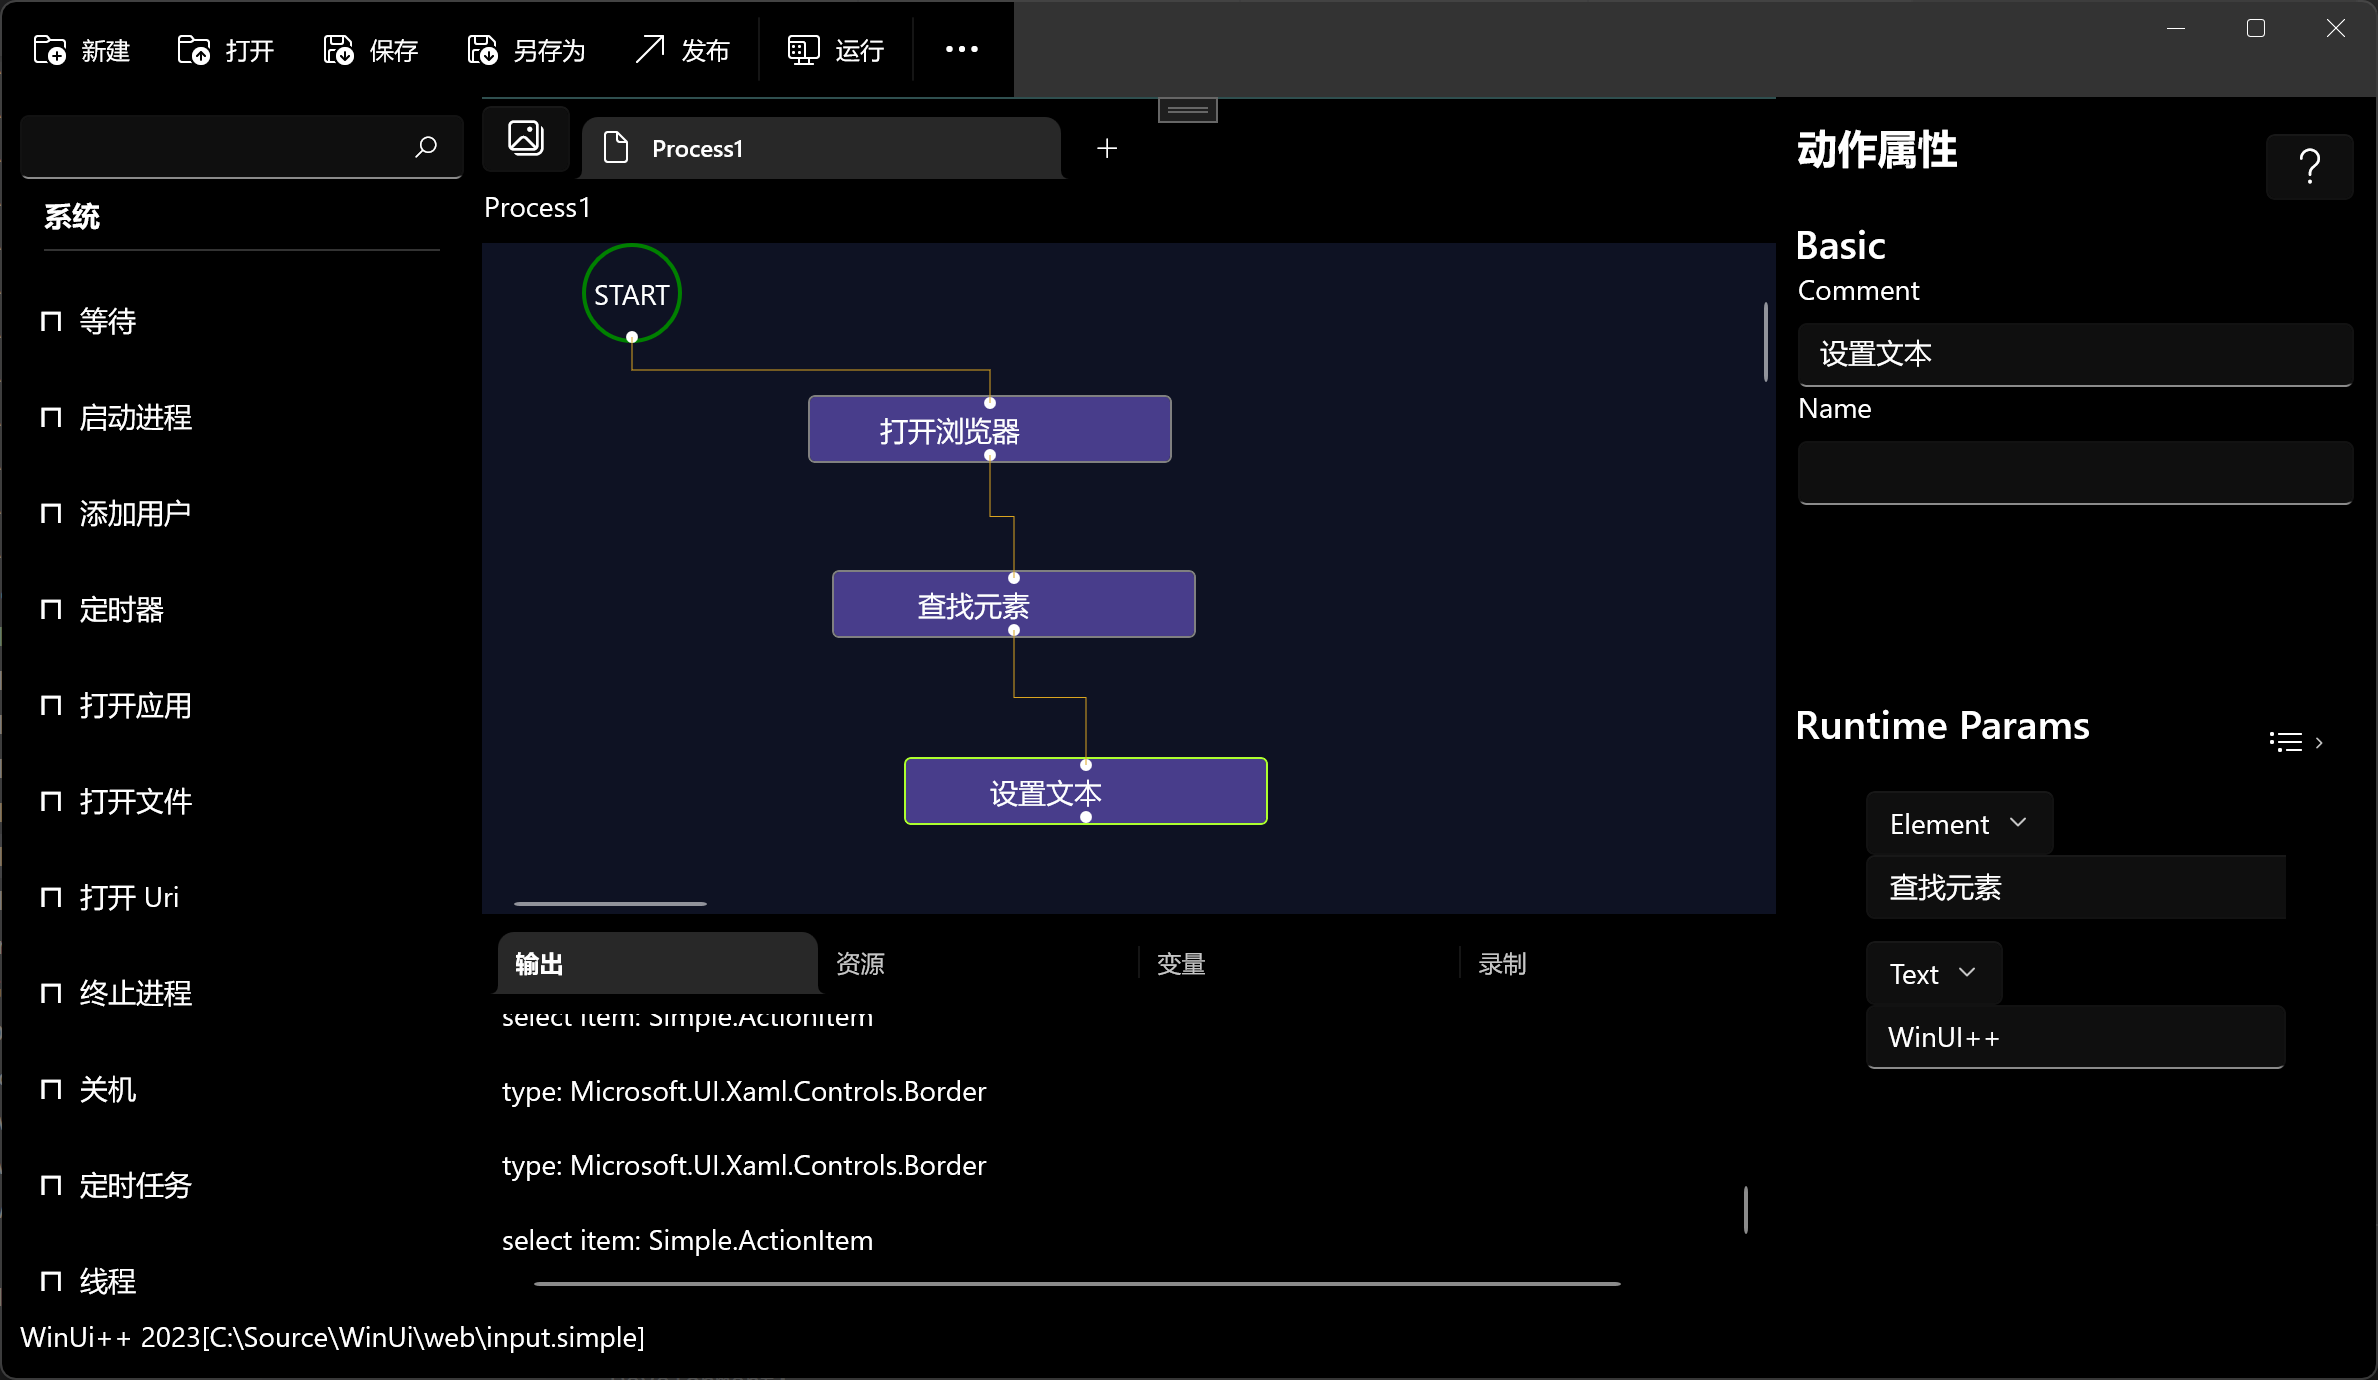 新建
打开
保存
另存为
发布
运行
系统
等待
启动进程
添加用户
定时器
打开应用
打开文件
打开 Uri
终止进程
关机
定时任务
线程
Process1
Process1
START
打开浏览器
查找元素
设置文本
输出
资源
变量
录制
select item: Simple.ActionItem
type: Microsoft.UI.Xaml.Controls.Border
type: Microsoft.UI.Xaml.Controls.Border
select item: Simple.ActionItem
动作属性
Basic
Comment
设置文本
Name
Runtime Params
Element
查找元素
Text
WinUI++
WinUi++ 2023[C:\Source\WinUi\web\input.simple]